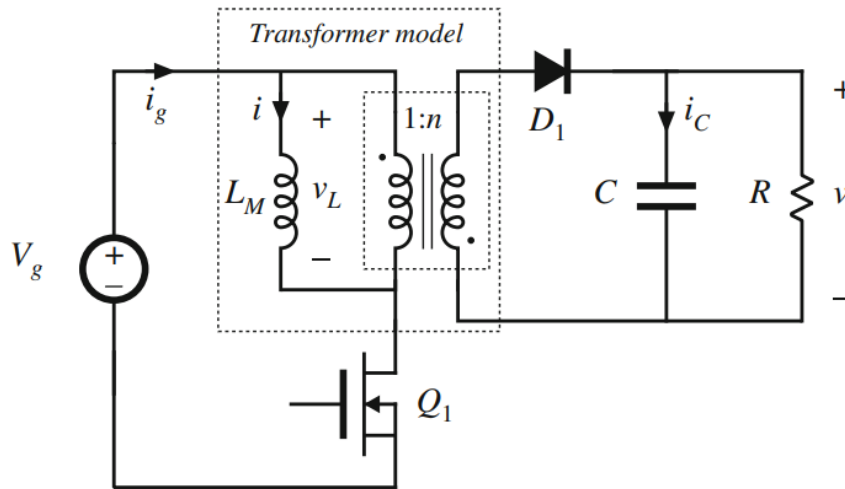 Transformer model
i_g
i
+
1:n
D_1
i_C
+
L_M
v_L
C
R
v
V_g
+
−
−
−
Q_1